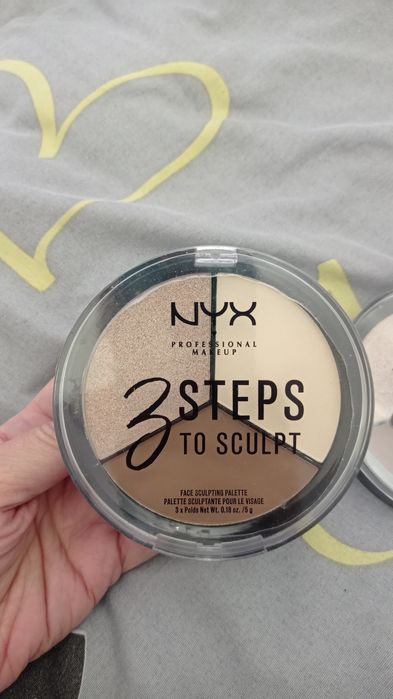 NYX
PROFESSIONAL
MAKEUP
3 STEPS
TO SCULPT
FACE SCULPTING PALETTE
PALETTE SCULPTANTE POUR LE VISAGE
3 x Poids Net Wt. 0.18 oz. /5 g